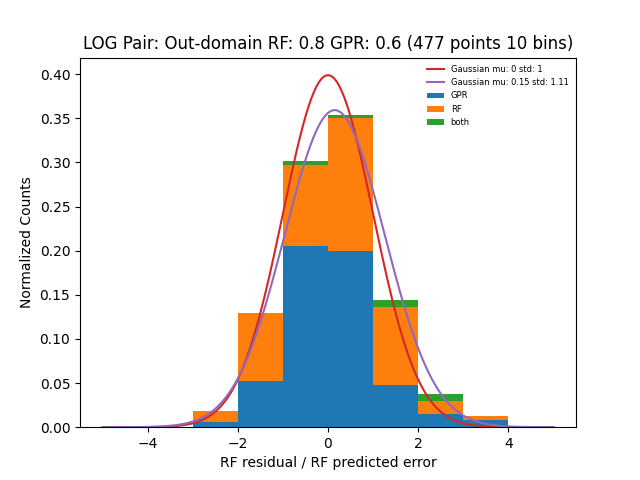 LOG Pair: Out-domain RF: 0.8 GPR: 0.6 (477 points 10 bins)
Gaussian mu: 0 std: 1
Gaussian mu: 0.15 std: 1.11
GPR
RF
both
Normalized Counts
0.40
0.35
0.30
0.25
0.20
0.15
0.10
0.05
0.00
−4
−2
0
2
4
RF residual / RF predicted error